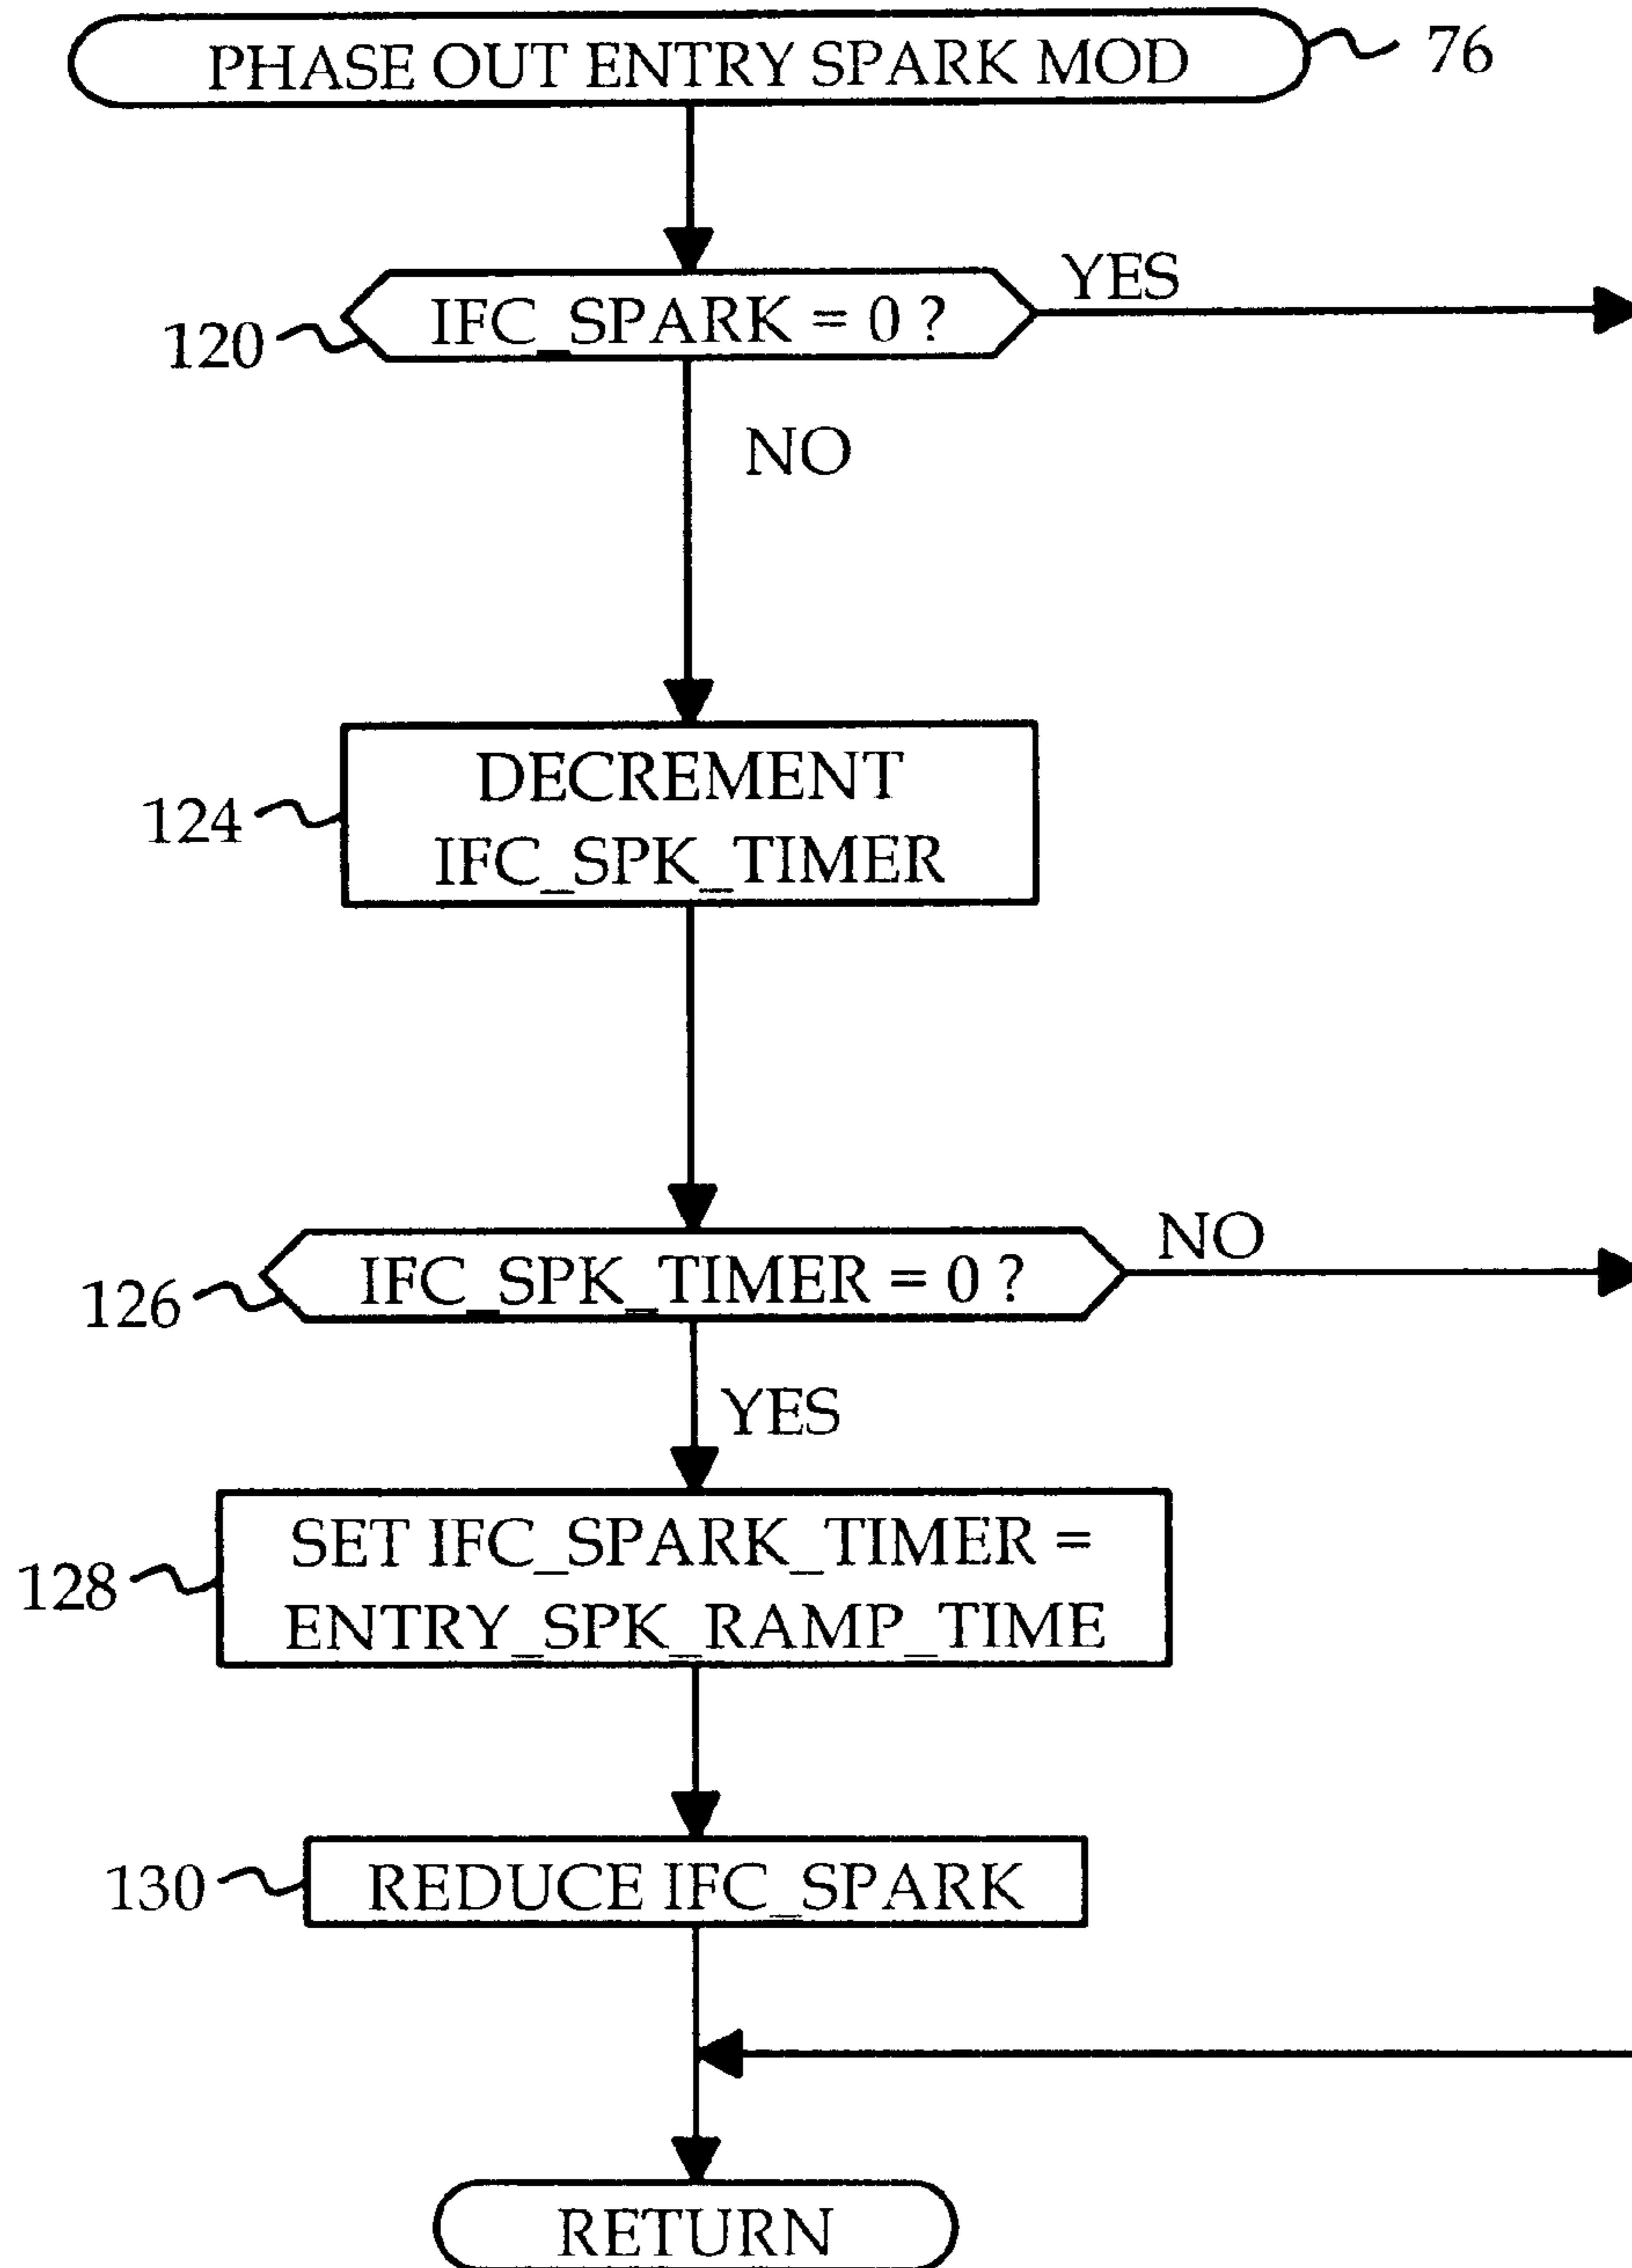 PHASE OUT ENTRY SPARK MOD
76
IFC_SPARK = 0 ?
YES
120
NO
DECREMENT
IFC_SPK_TIMER
124
IFC_SPK_TIMER = 0 ?
NO
126
YES
SET IFC_SPARK_TIMER =
ENTRY_SPK_RAMP_TIME
128
REDUCE IFC_SPARK
130
RETURN